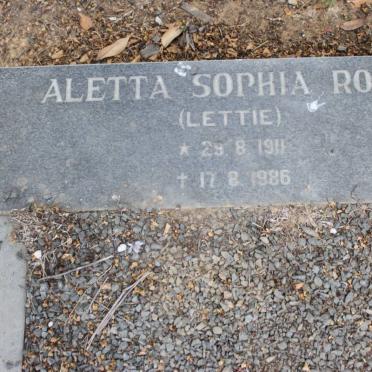 ALETTA SOPHIA RO
(LETTIE)
* 29 8 1911
† 17 8 1986